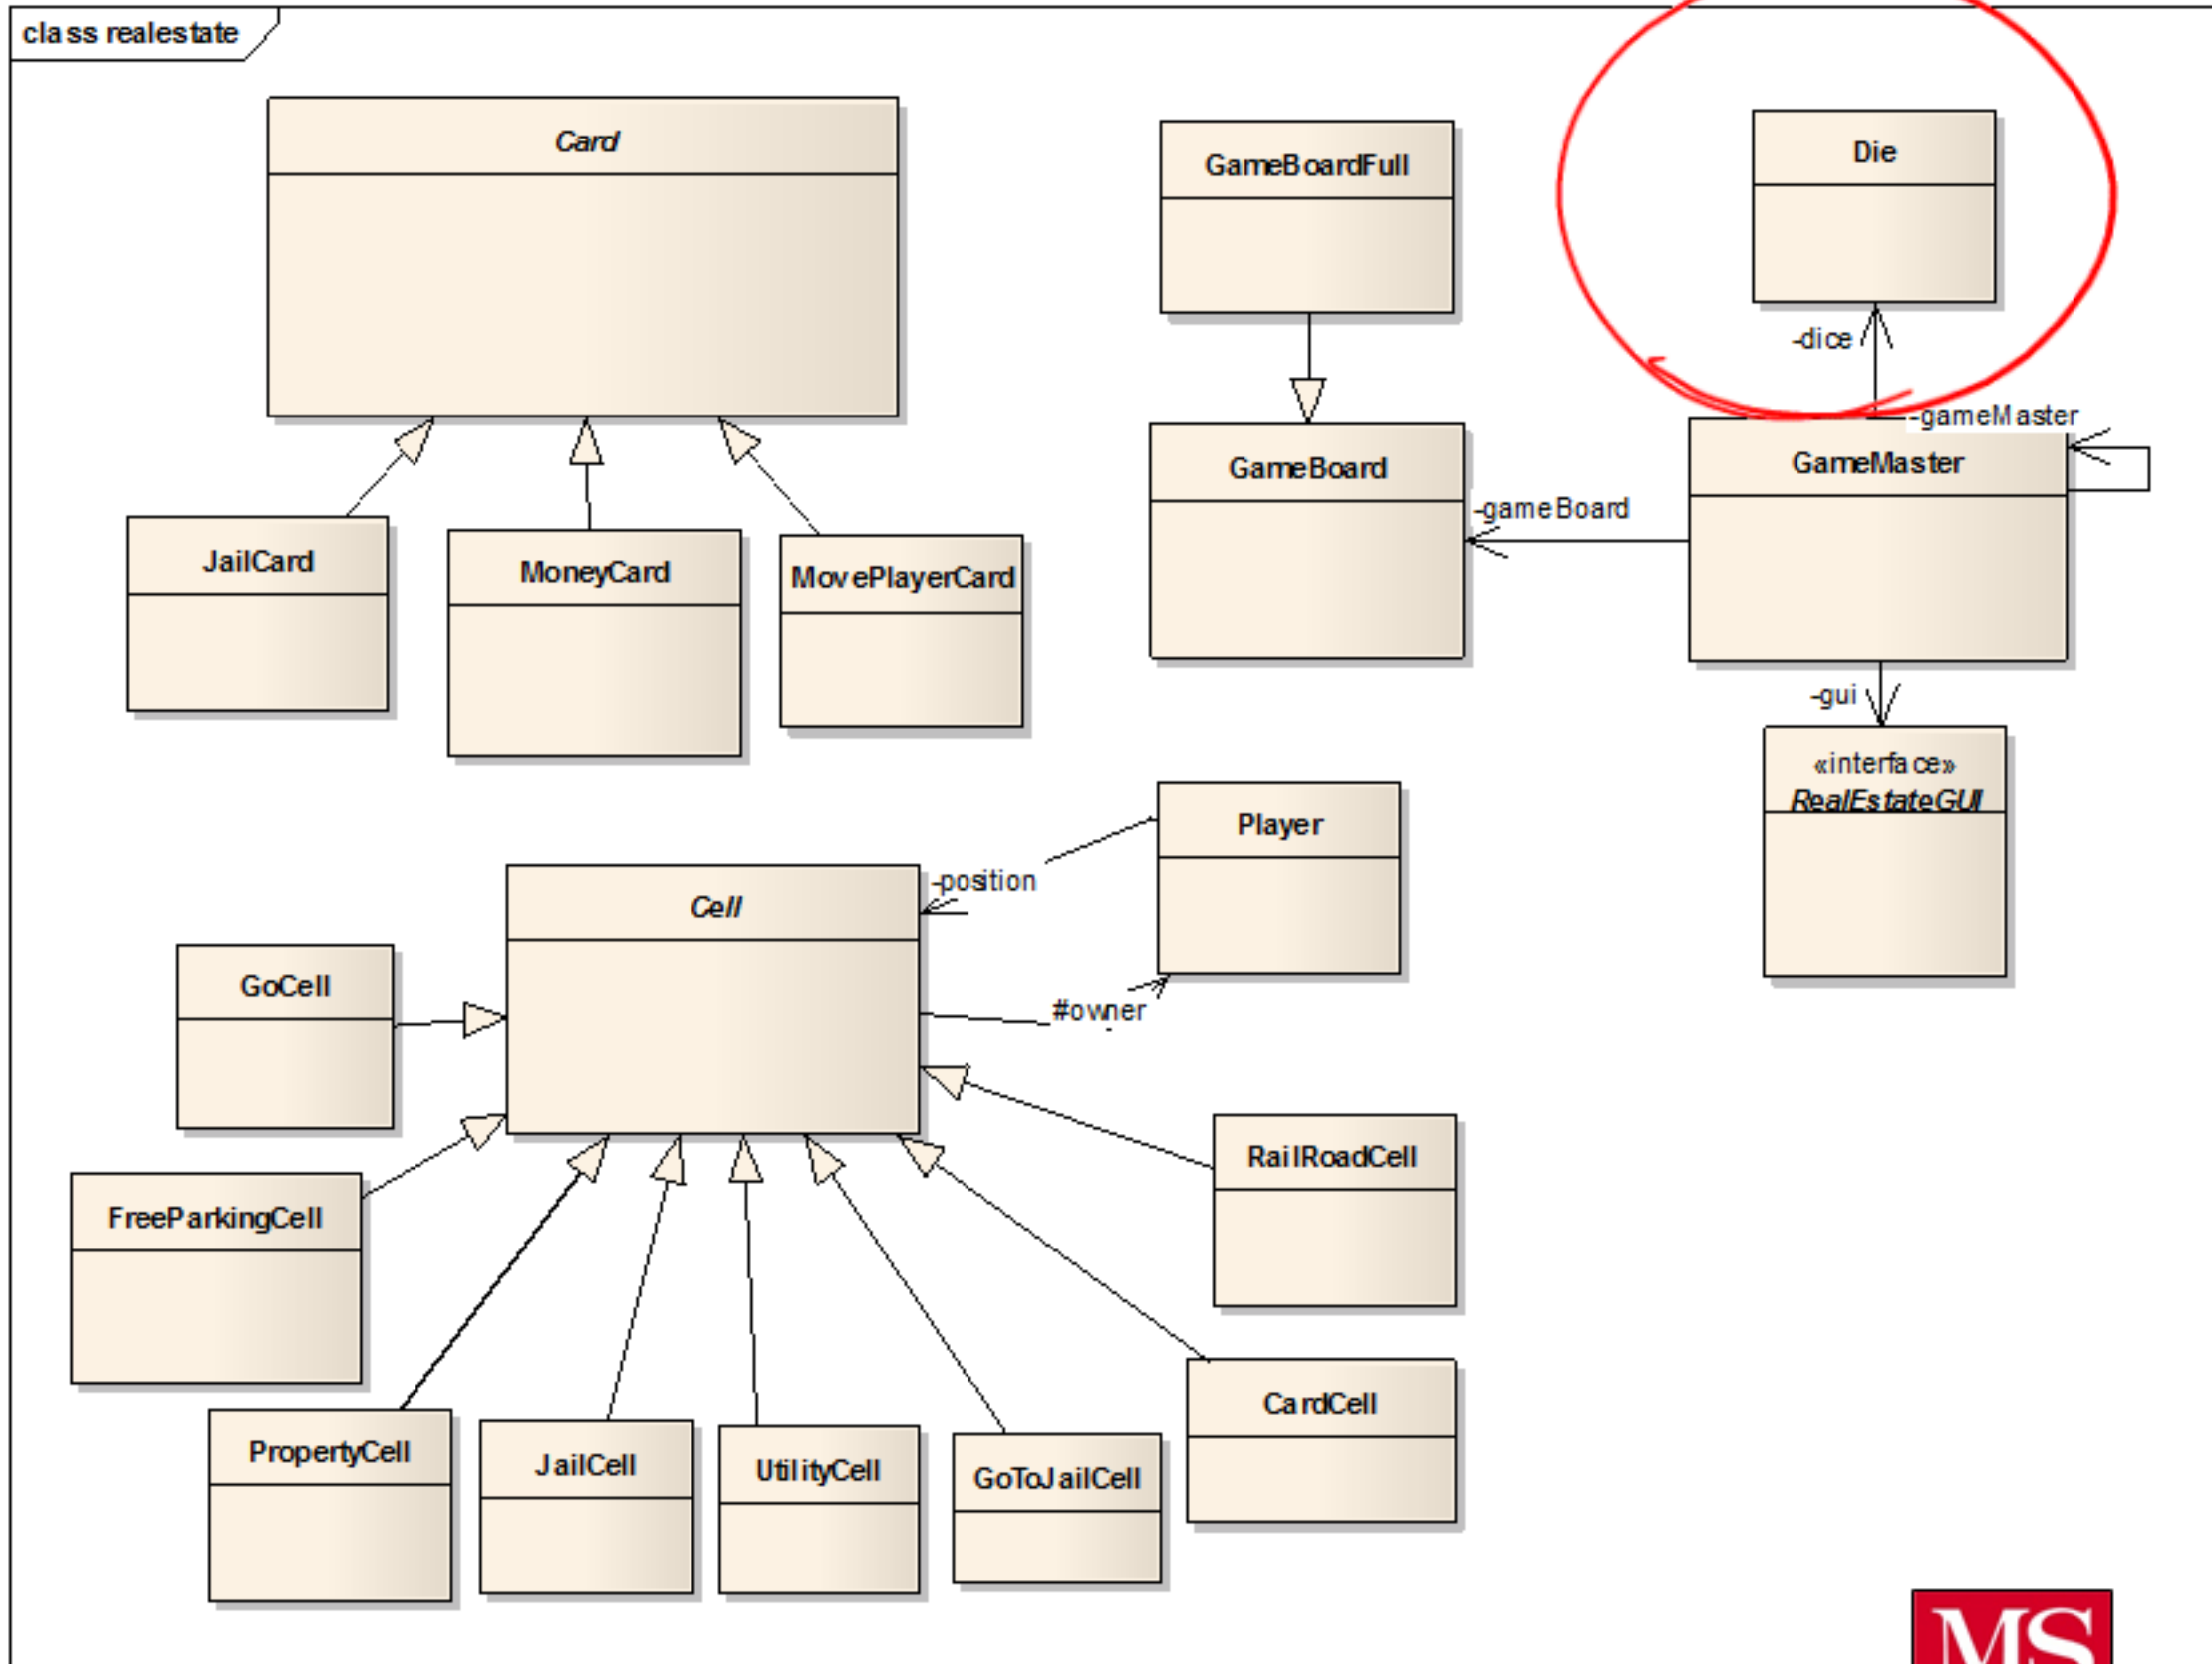 class realestate
Card
GameBoardFull
Die
-dice
-gameMaster
GameBoard
GameMaster
-gameBoard
JailCard
MoneyCard
MovePlayerCard
-gui
«interface»
RealEstateGUI
Player
-position
Cell
GoCell
#owner
RailRoadCell
FreeParkingCell
CardCell
PropertyCell
JailCell
UtilityCell
GoToJailCell
MS